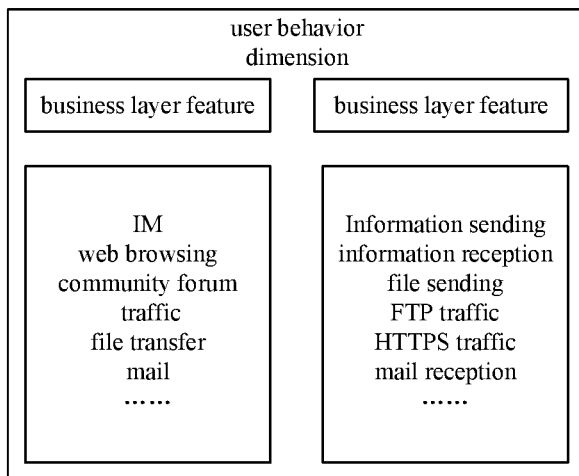 user behavior
dimension
business layer feature
business layer feature
IM
web browsing
community forum
traffic
file transfer
mail
……
Information sending
information reception
file sending
FTP traffic
HTTPS traffic
mail reception
……